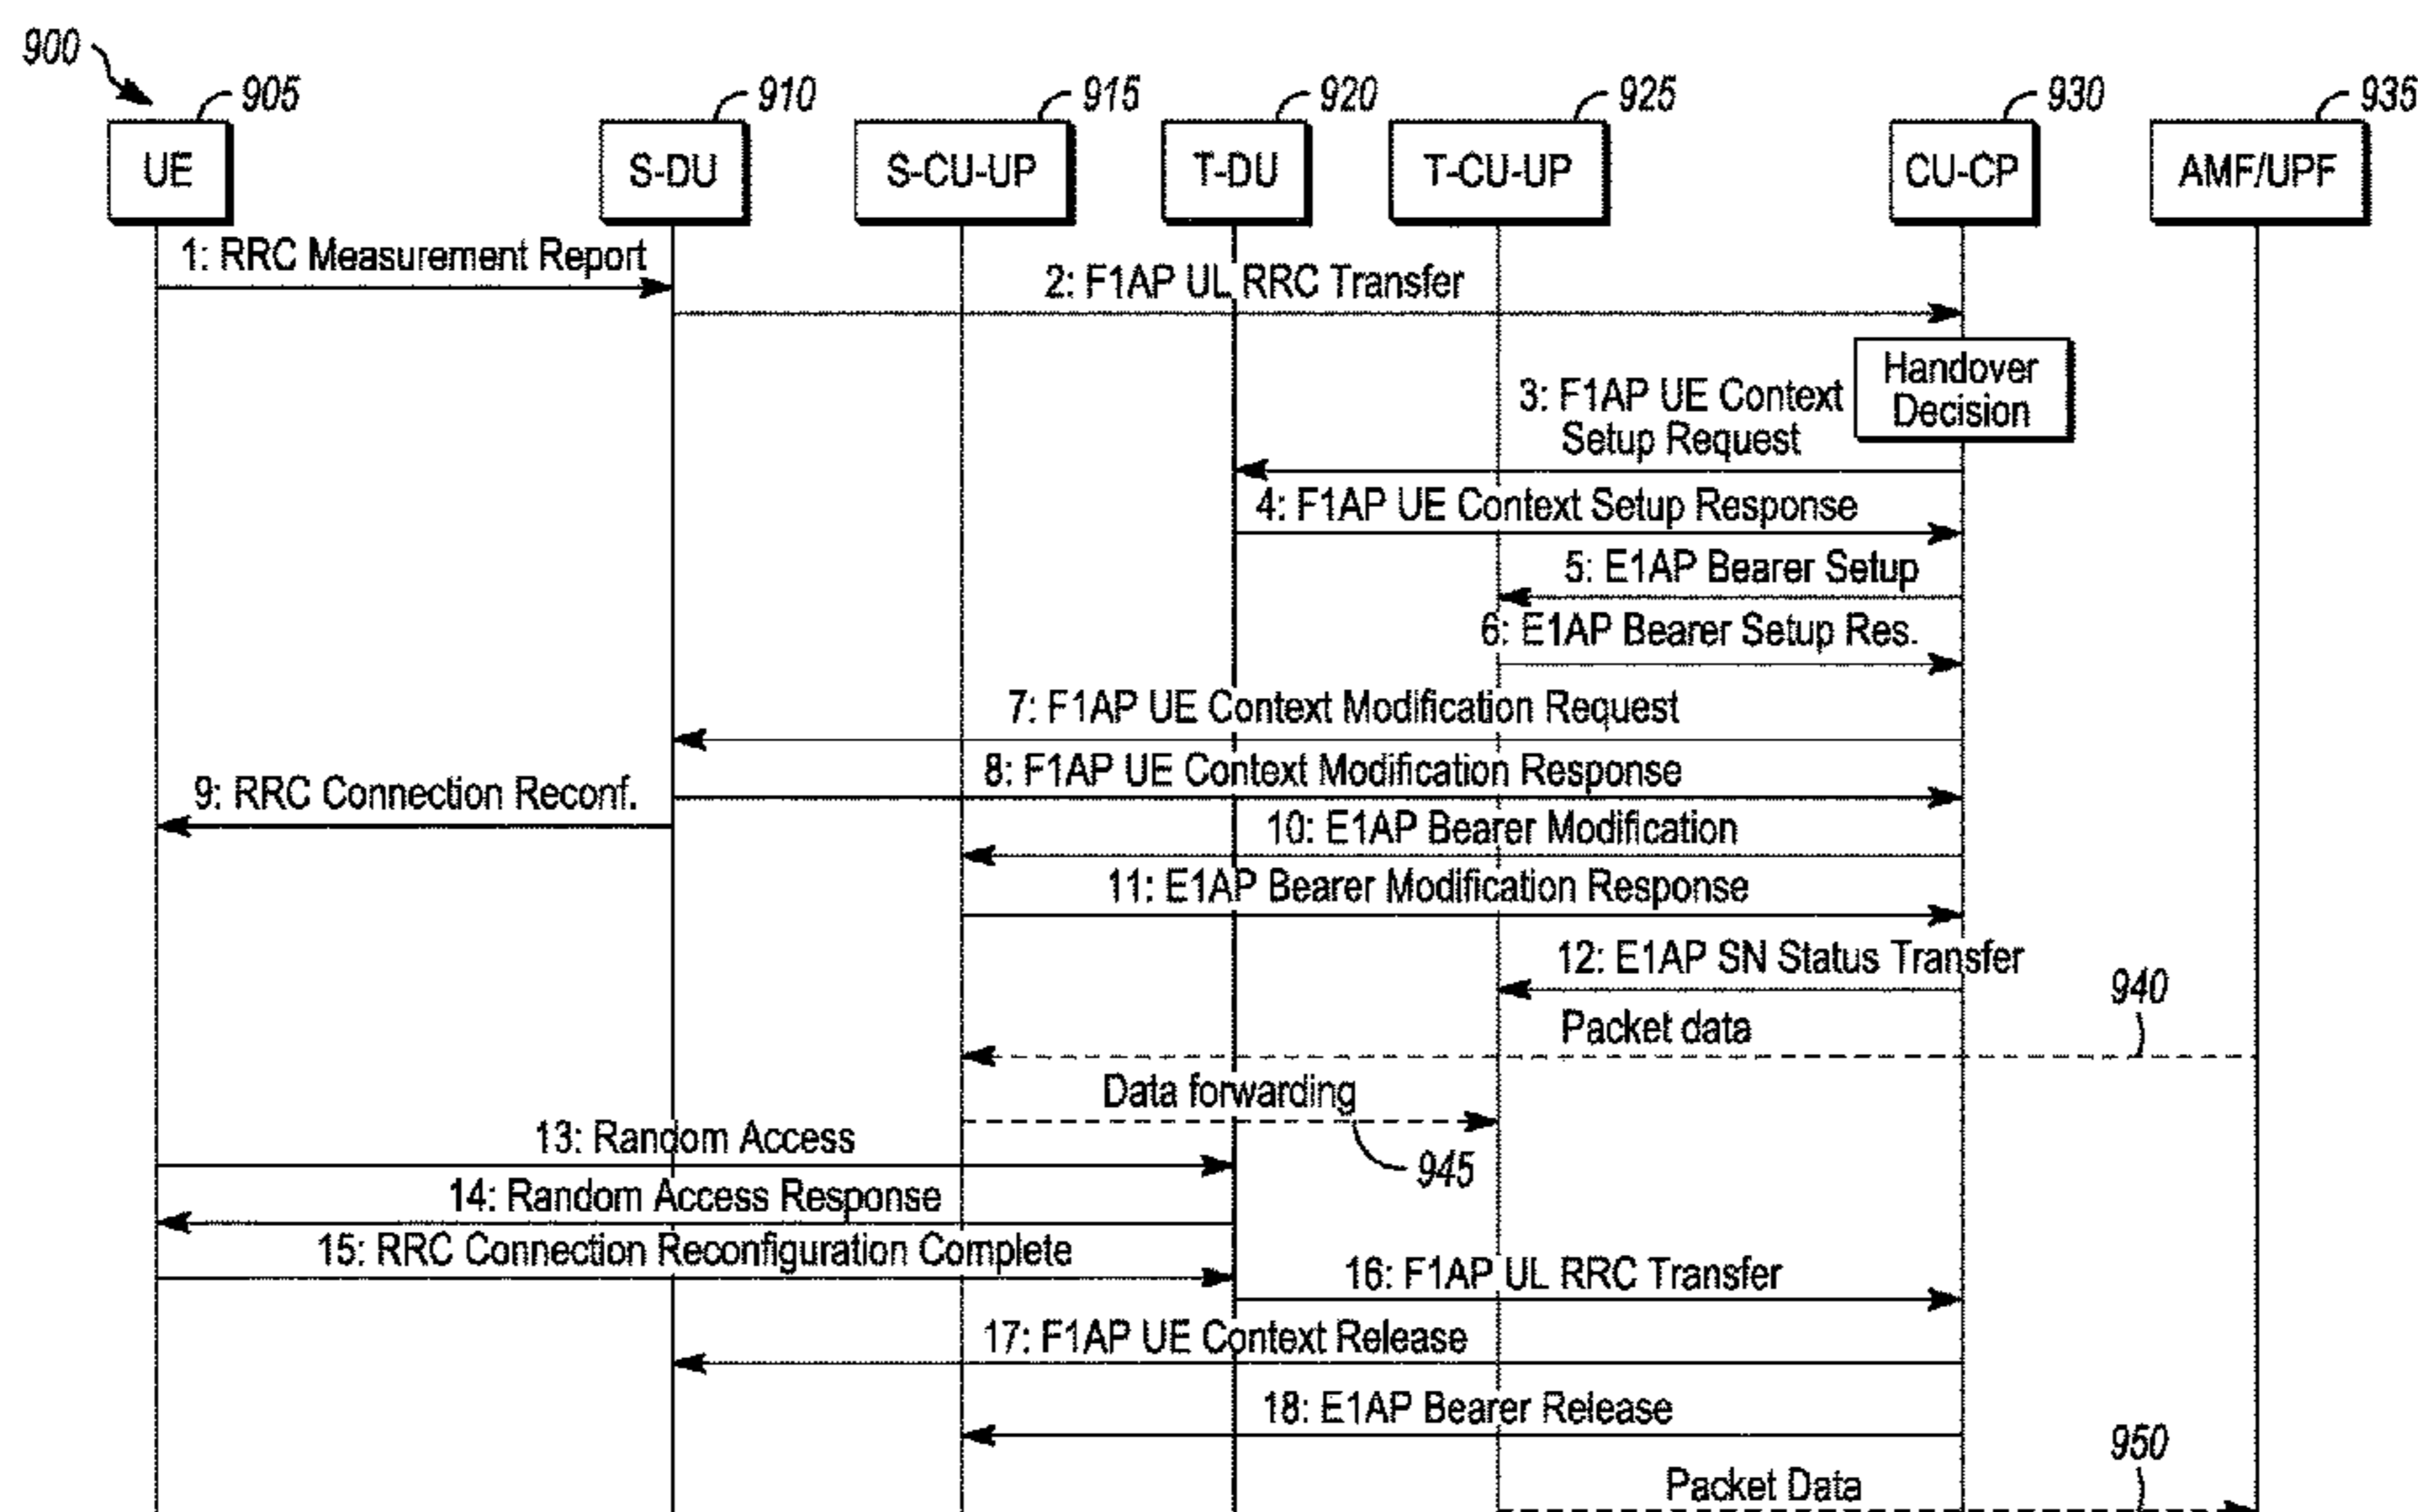 900
905
910
915
920
925
930
935
UE
S-DU
S-CU-UP
T-DU
T-CU-UP
CU-CP
AMF/UPF
1: RRC Measurement Report
2: F1AP UL RRC Transfer
Handover
Decision
3: F1AP UE Context
Setup Request
4: F1AP UE Context Setup Response
5: E1AP Bearer Setup
6: E1AP Bearer Setup Res.
7: F1AP UE Context Modification Request
8: F1AP UE Context Modification Response
9: RRC Connection Reconf.
10: E1AP Bearer Modification
11: E1AP Bearer Modification Response
12: E1AP SN Status Transfer
940
Packet data
Data forwarding
945
13: Random Access
14: Random Access Response
15: RRC Connection Reconfiguration Complete
16: F1AP UL RRC Transfer
17: F1AP UE Context Release
18: E1AP Bearer Release
950
Packet Data